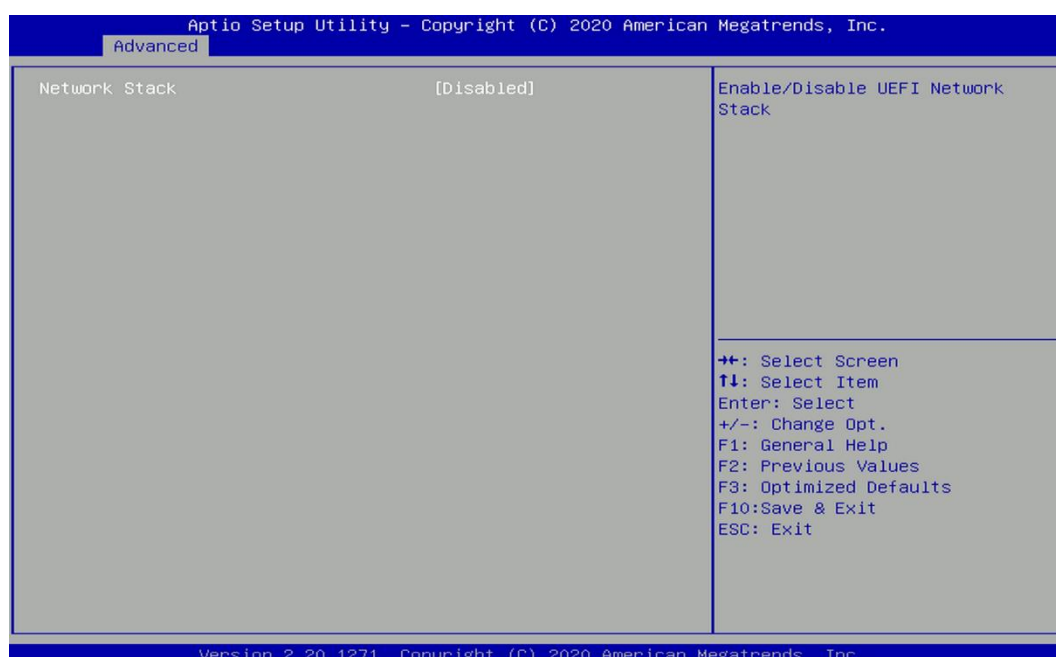 Aptio Setup Utility – Copyright (C) 2020 American Megatrends, Inc.
Advanced
Network Stack [Disabled]
Enable/Disable UEFI Network
Stack
→←: Select Screen
↑↓: Select Item
Enter: Select
+/-: Change Opt.
F1: General Help
F2: Previous Values
F3: Optimized Defaults
F10:Save & Exit
ESC: Exit
Version 2.20.1271. Copyright (C) 2020 American Megatrends, Inc.